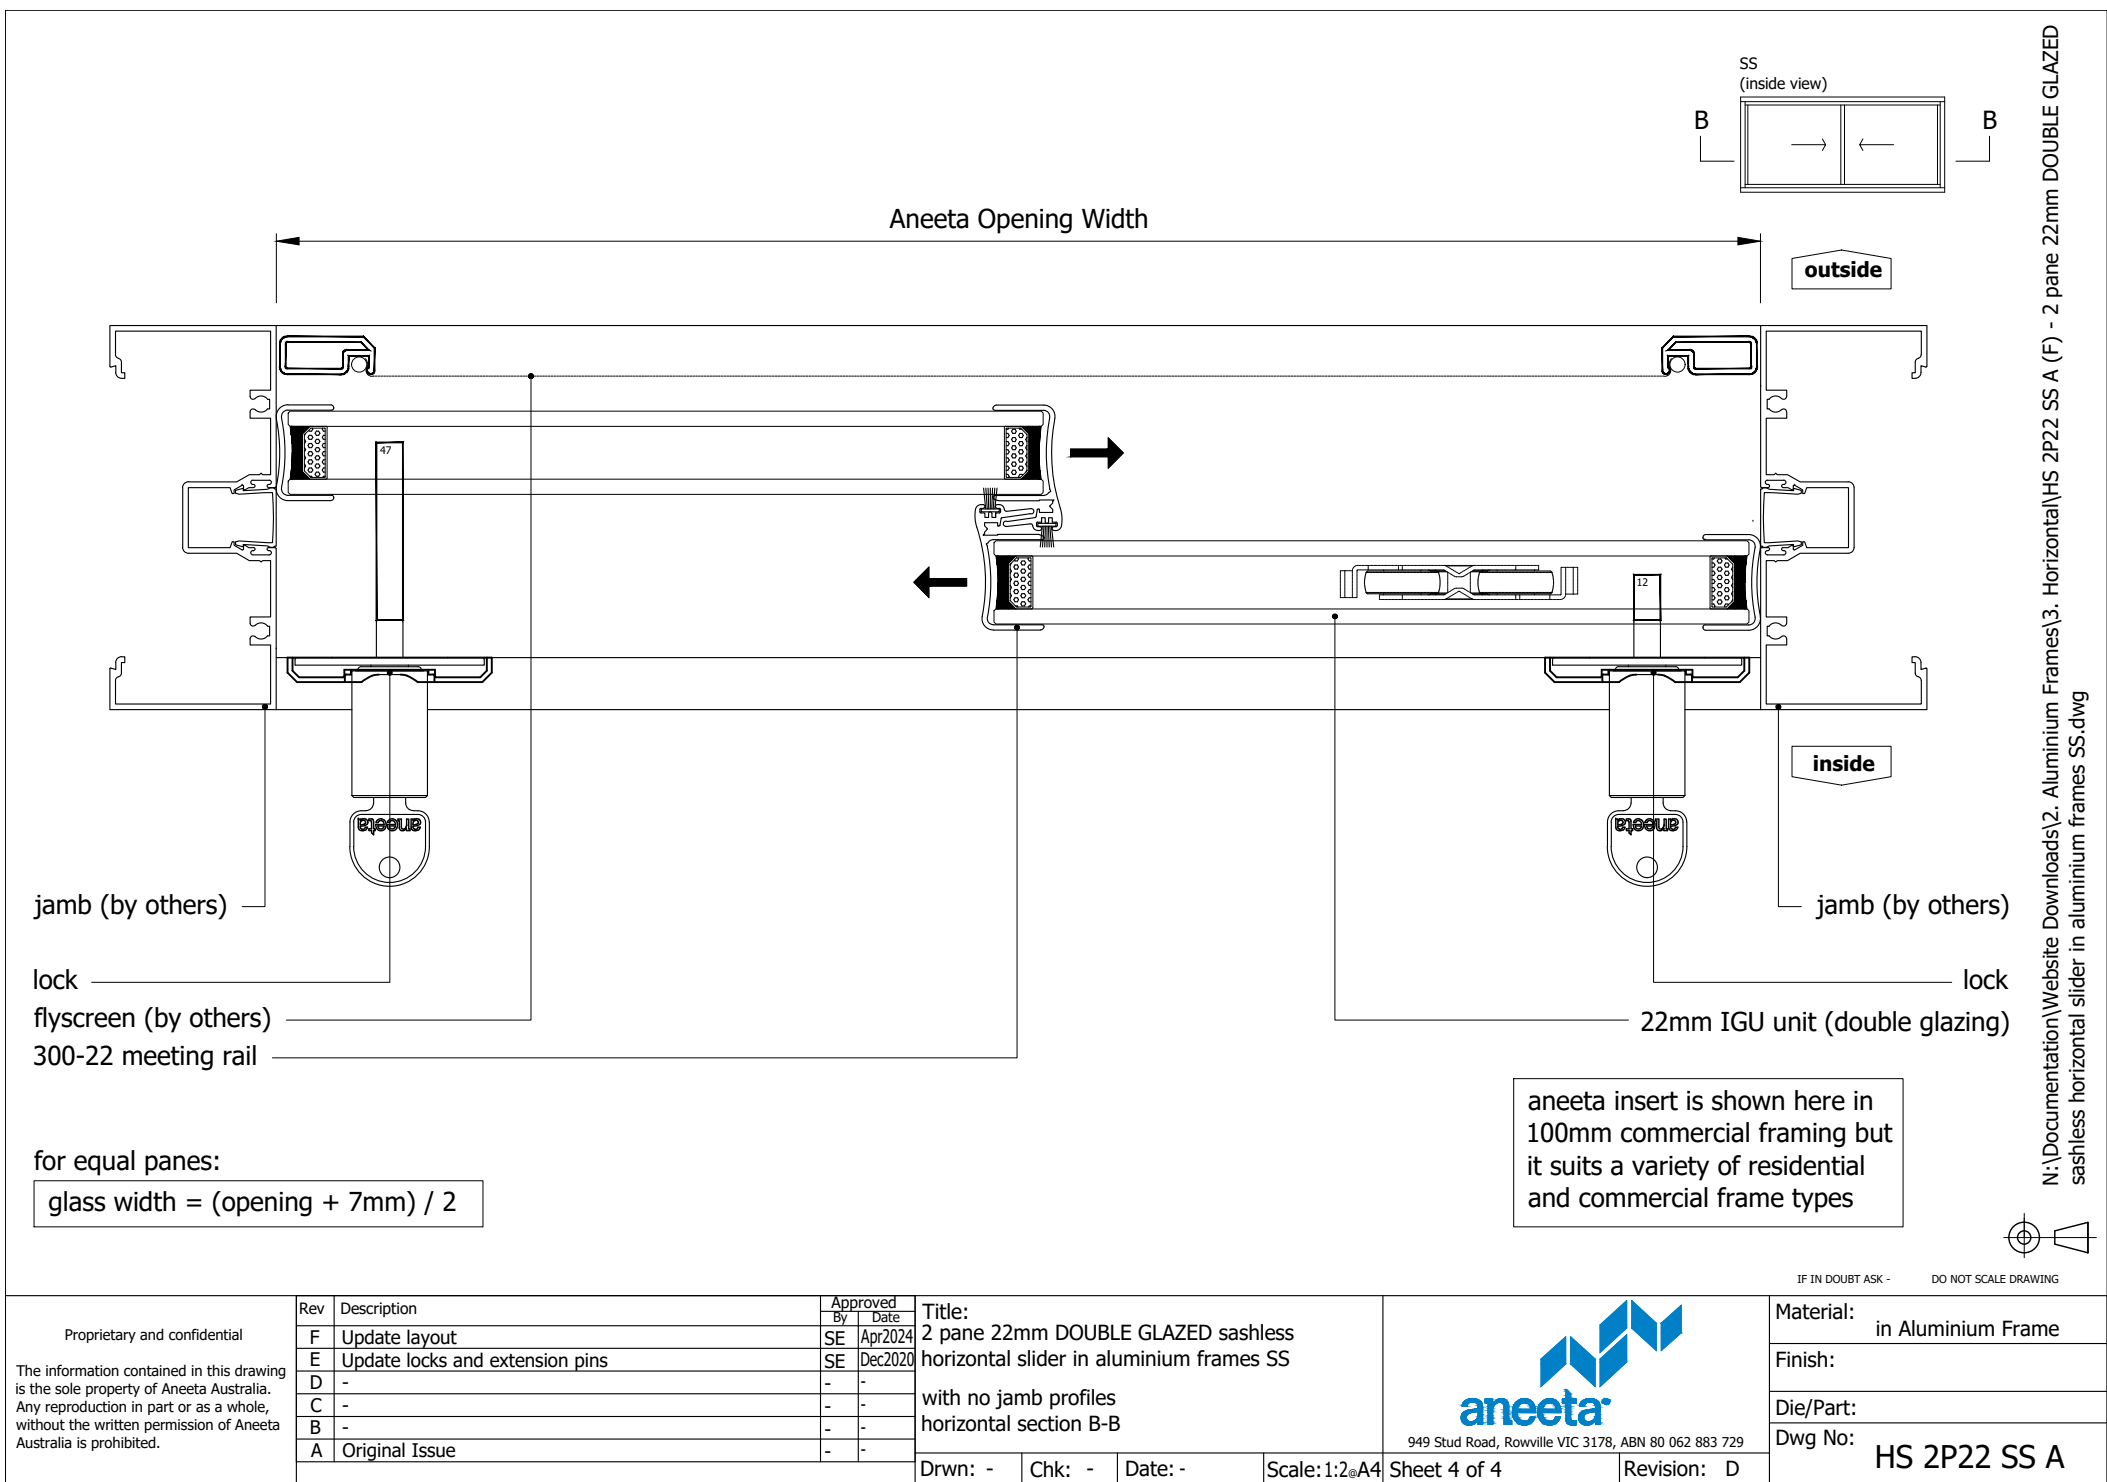 SS
(inside view)
B
B
Aneeta Opening Width
outside
47
12
aneeta
aneeta
inside
jamb (by others)
jamb (by others)
lock
lock
flyscreen (by others)
22mm IGU unit (double glazing)
300-22 meeting rail
aneeta insert is shown here in
100mm commercial framing but
it suits a variety of residential
and commercial frame types
for equal panes:
glass width = (opening + 7mm) / 2
N:\Documentation\Website Downloads\2. Aluminium Frames\3. Horizontal\HS 2P22 SS A (F) - 2 pane 22mm DOUBLE GLAZED
sashless horizontal slider in aluminium frames SS.dwg
IF IN DOUBT ASK -
DO NOT SCALE DRAWING
Proprietary and confidential
The information contained in this drawing
is the sole property of Aneeta Australia.
Any reproduction in part or as a whole,
without the written permission of Aneeta
Australia is prohibited.
Rev Description Approved
By Date
F Update layout SE Apr2024
E Update locks and extension pins SE Dec2020
D - - -
C - - -
B - - -
A Original Issue - -
Title:
2 pane 22mm DOUBLE GLAZED sashless
horizontal slider in aluminium frames SS
with no jamb profiles
horizontal section B-B
Drwn: - Chk: - Date: - Scale: 1:2@A4
aneeta
949 Stud Road, Rowville VIC 3178, ABN 80 062 883 729
Sheet 4 of 4 Revision: D
Material:
in Aluminium Frame
Finish:
Die/Part:
Dwg No:
HS 2P22 SS A